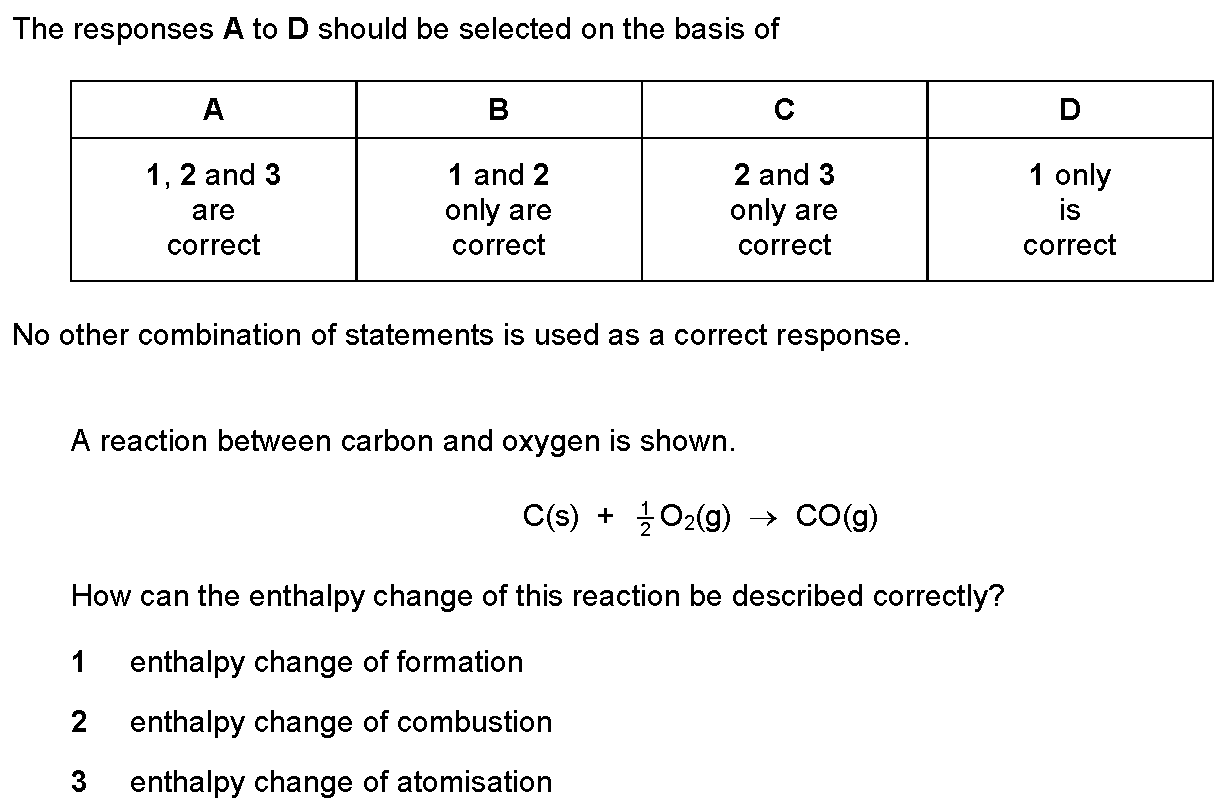 The responses A to D should be selected on the basis of
A B C D
1, 2 and 3 1 and 2 2 and 3 1 only
are only are only are is
correct correct correct correct
No other combination of statements is used as a correct response.
A reaction between carbon and oxygen is shown.
C(s) + ½O₂(g) → CO(g)
How can the enthalpy change of this reaction be described correctly?
1 enthalpy change of formation
2 enthalpy change of combustion
3 enthalpy change of atomisation